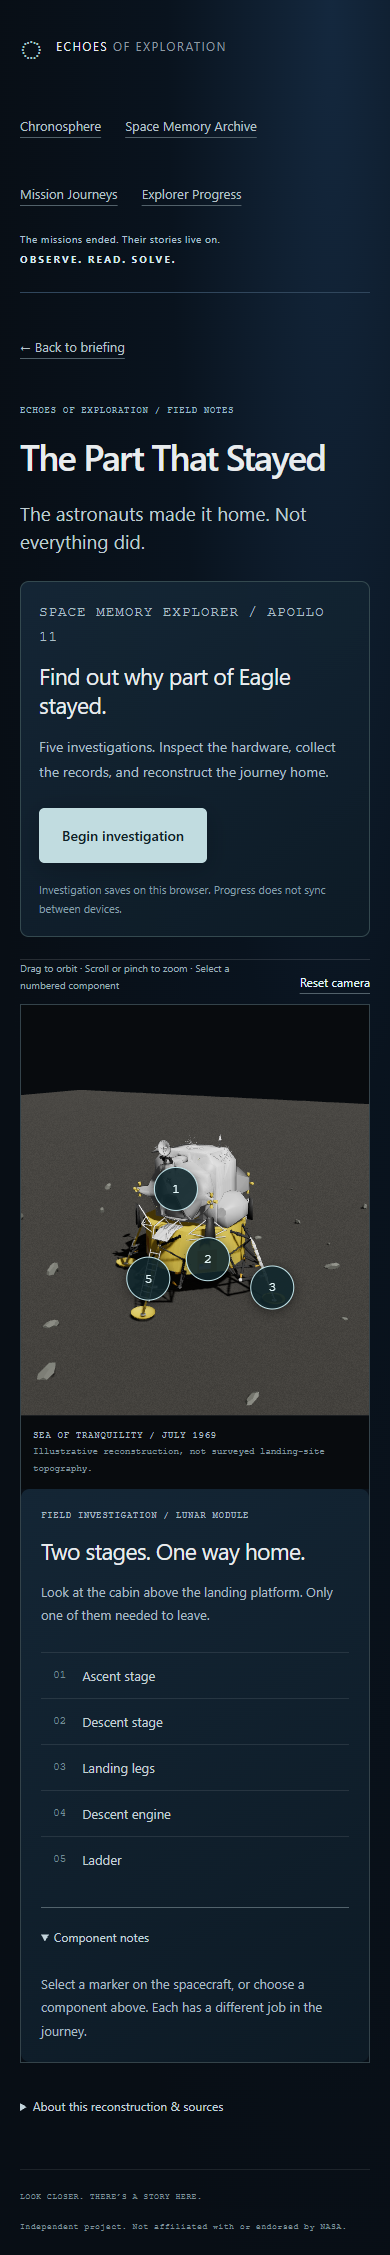 ECHOES OF EXPLORATION
Chronosphere Space Memory Archive
Mission Journeys Explorer Progress
The missions ended. Their stories live on.
OBSERVE. READ. SOLVE.
← Back to briefing
ECHOES OF EXPLORATION / FIELD NOTES
The Part That Stayed
The astronauts made it home. Not
everything did.
SPACE MEMORY EXPLORER / APOLLO
11
Find out why part of Eagle
stayed.
Five investigations. Inspect the hardware, collect
the records, and reconstruct the journey home.
Begin investigation
Investigation saves on this browser. Progress does not sync
between devices.
Drag to orbit · Scroll or pinch to zoom · Select a
numbered component
Reset camera
1
2
5
3
SEA OF TRANQUILITY / JULY 1969
Illustrative reconstruction, not surveyed landing-site
topography.
FIELD INVESTIGATION / LUNAR MODULE
Two stages. One way home.
Look at the cabin above the landing platform. Only
one of them needed to leave.
01 Ascent stage
02 Descent stage
03 Landing legs
04 Descent engine
05 Ladder
▼ Component notes
Select a marker on the spacecraft, or choose a
component above. Each has a different job in the
journey.
▶ About this reconstruction & sources
LOOK CLOSER. THERE'S A STORY HERE.
Independent project. Not affiliated with or endorsed by NASA.